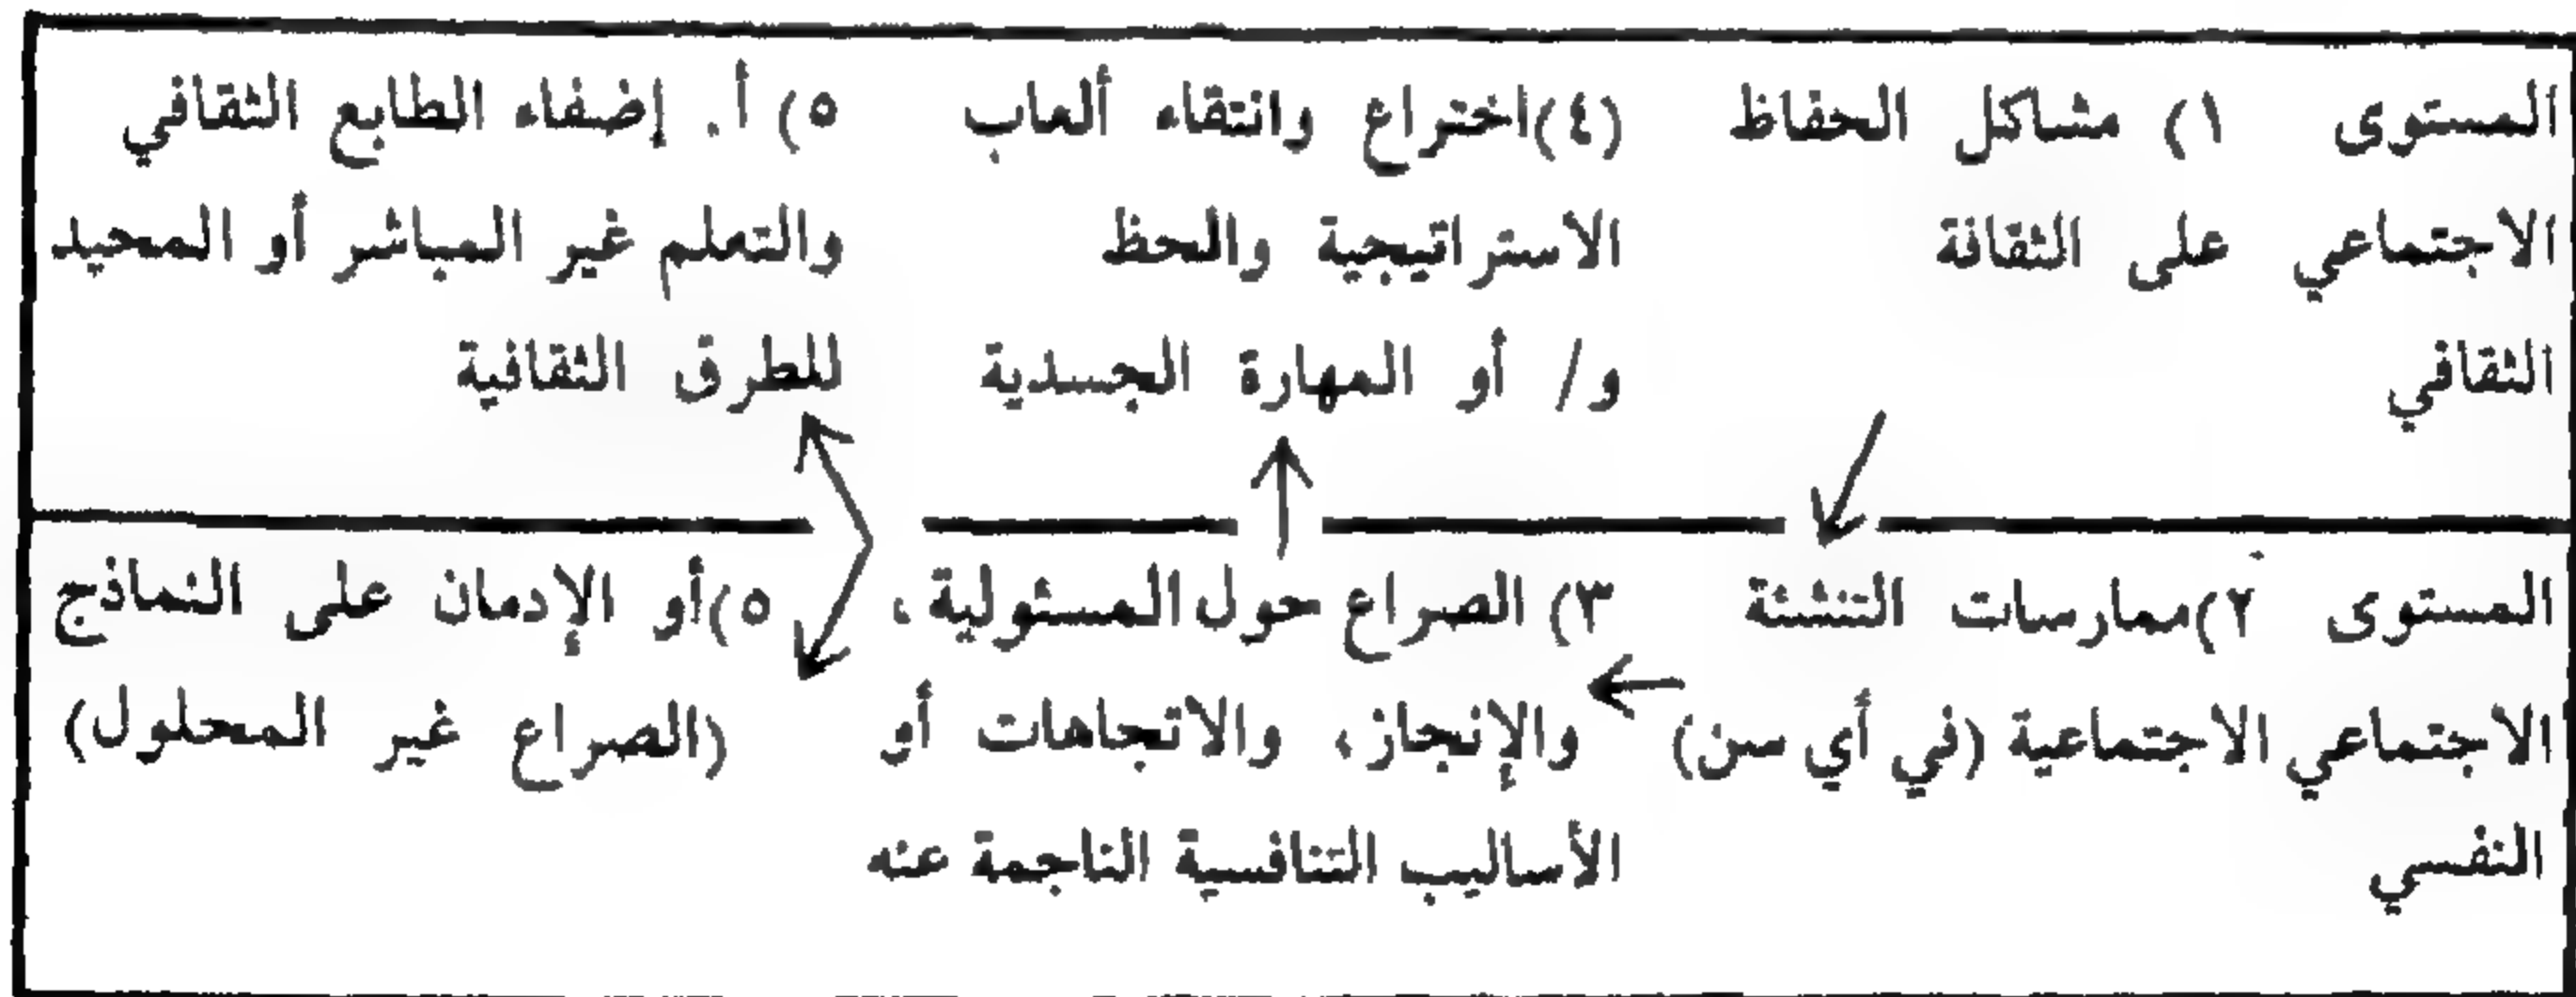 المستوى ١) مشاكل الحفاظ (٤)اختراع وانتقاء ألعاب ٥) أ. إضفاء الطابع الثقافي
الاجتماعي على الثقافة الاستراتيجية والحظ والتعلم غير المباشر أو المحيد
الثقافي و/ أو المهارة الجسدية للطرق الثقافية
المستوى ٢)ممارسات التنشئة ٣) الصراع حول المسئولية، ٥)أو الإدمان على النماذج
الاجتماعي الاجتماعية (في أي سن) والإنجاز، والاتجاهات أو (الصراع غير المحلول)
النفسي الأساليب التنافسية الناجمة عنه